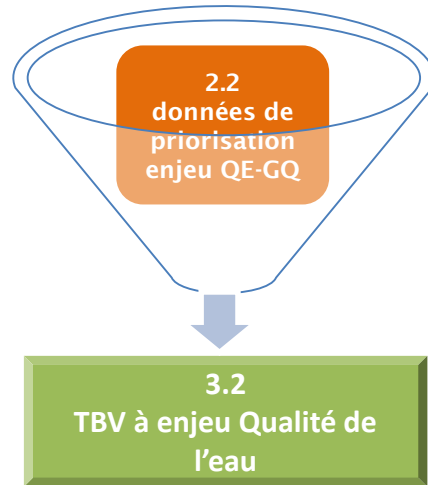 2.2
données de
priorisation
enjeu QE-GQ
3.2
TBV à enjeu Qualité de
l’eau